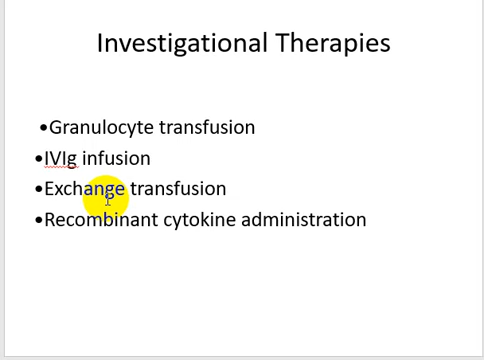 Investigational Therapies
•Granulocyte transfusion
•IVIg infusion
•Exchange transfusion
•Recombinant cytokine administration